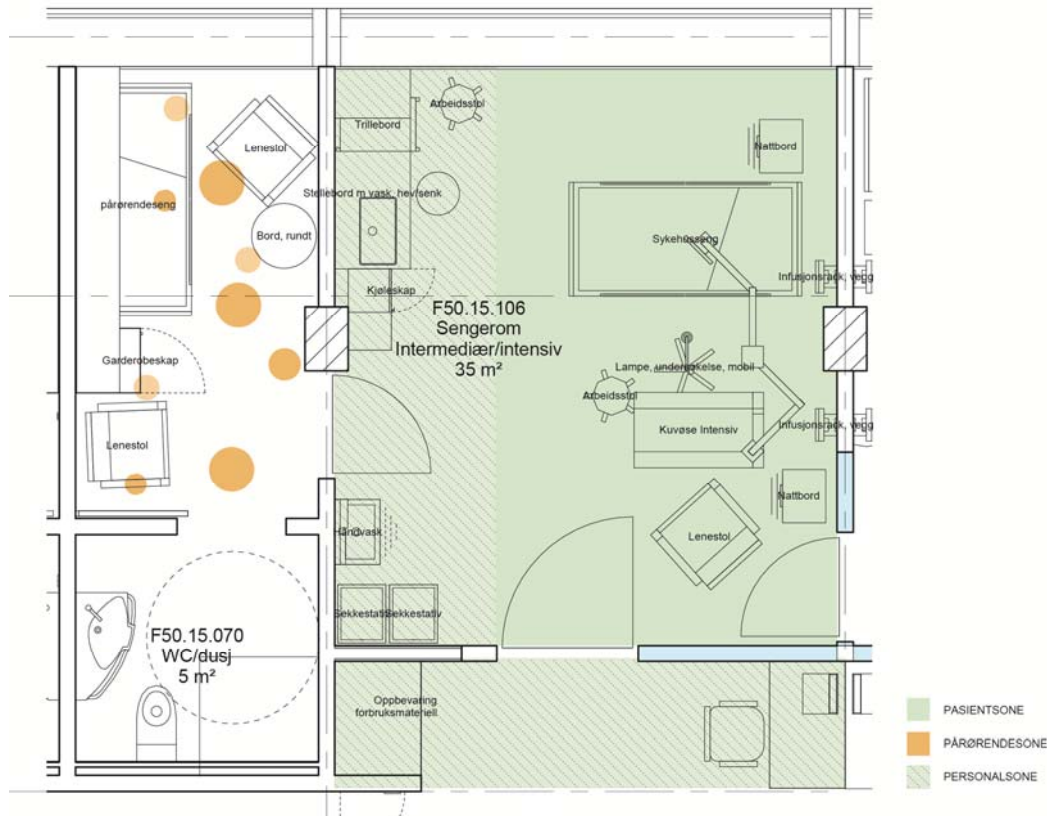 Arbeidsstol
Lenestol
Trillebord
Nattbord
pårørendeseng
Stellebord m vask, hev/senk
Bord, rundt
Sykehusseng
Infusjonsrack, vegg
Kjøleskap
F50.15.106
Sengerom
Intermediær/intensiv
35 m²
Garderobeskap
Lampe, undersøkelse, mobil
Arbeidsstol
Kuvøse Intensiv
Infusjonsrack, vegg
Lenestol
Nattbord
Håndvask
Lenestol
Sekkestativ
Sekkestativ
F50.15.070
WC/dusj
5 m²
Oppbevaring
forbruksmateriell
PASIENTSONE
PÅRØRENDESONE
PERSONALSONE